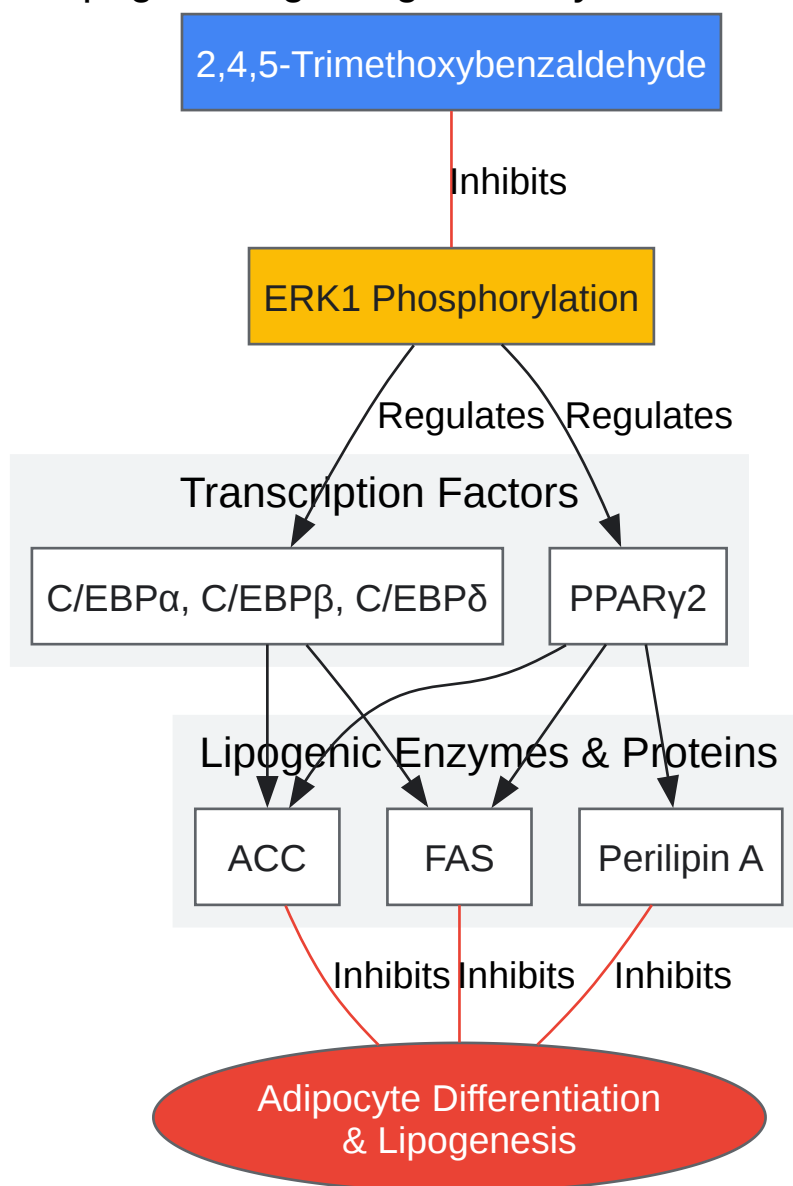 2,4,5-Trimethoxybenzaldehyde
Inhibits
ERK1 Phosphorylation
Regulates Regulates
Transcription Factors
C/EBPα, C/EBPβ, C/EBPδ PPARγ2
Lipogenic Enzymes & Proteins
ACC FAS Perilipin A
Inhibits Inhibits Inhibits
Adipocyte Differentiation
& Lipogenesis